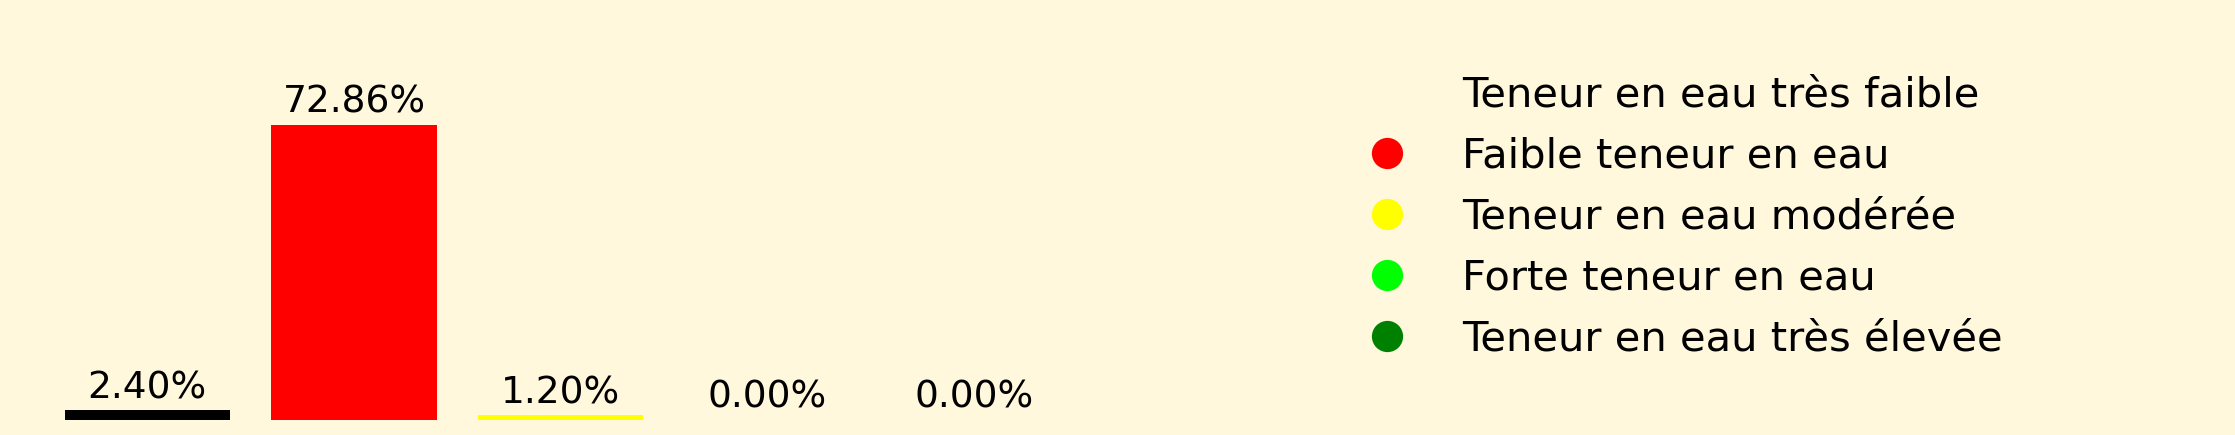 72.86%
2.40%
1.20%
0.00%
0.00%
Teneur en eau très faible
Faible teneur en eau
Teneur en eau modérée
Forte teneur en eau
Teneur en eau très élevée